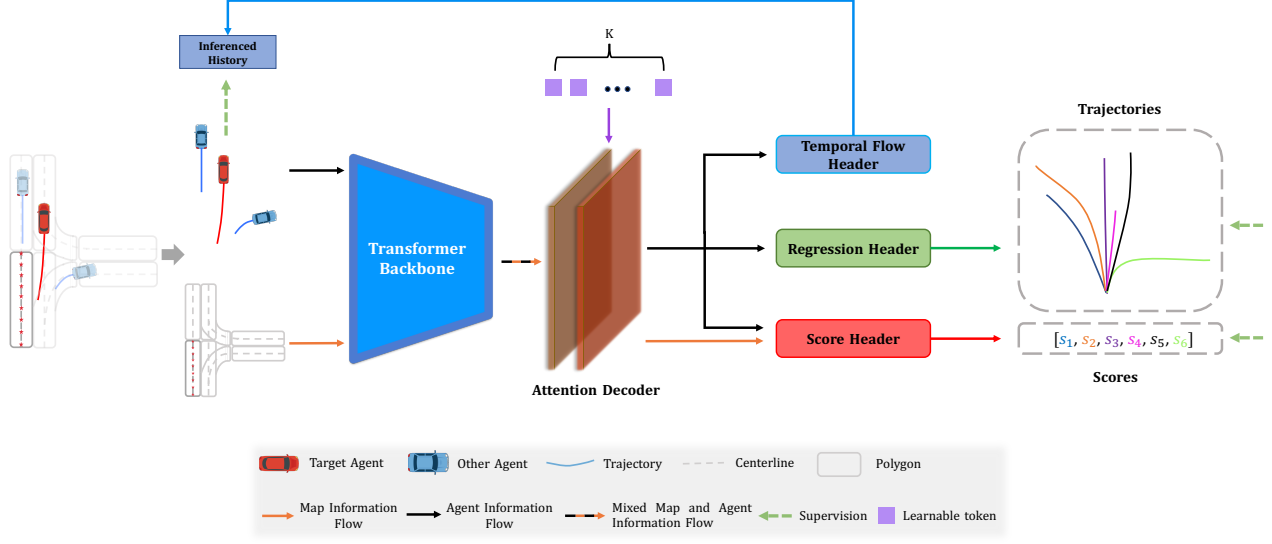 Inferenced
History
K
Transformer
Backbone
Attention Decoder
Temporal Flow
Header
Regression Header
Score Header
Trajectories
[s1, s2, s3, s4, s5, s6]
Scores
Target Agent
Other Agent
Trajectory
Centerline
Polygon
Map Information
Flow
Agent Information
Flow
Mixed Map and Agent
Information Flow
Supervision
Learnable token